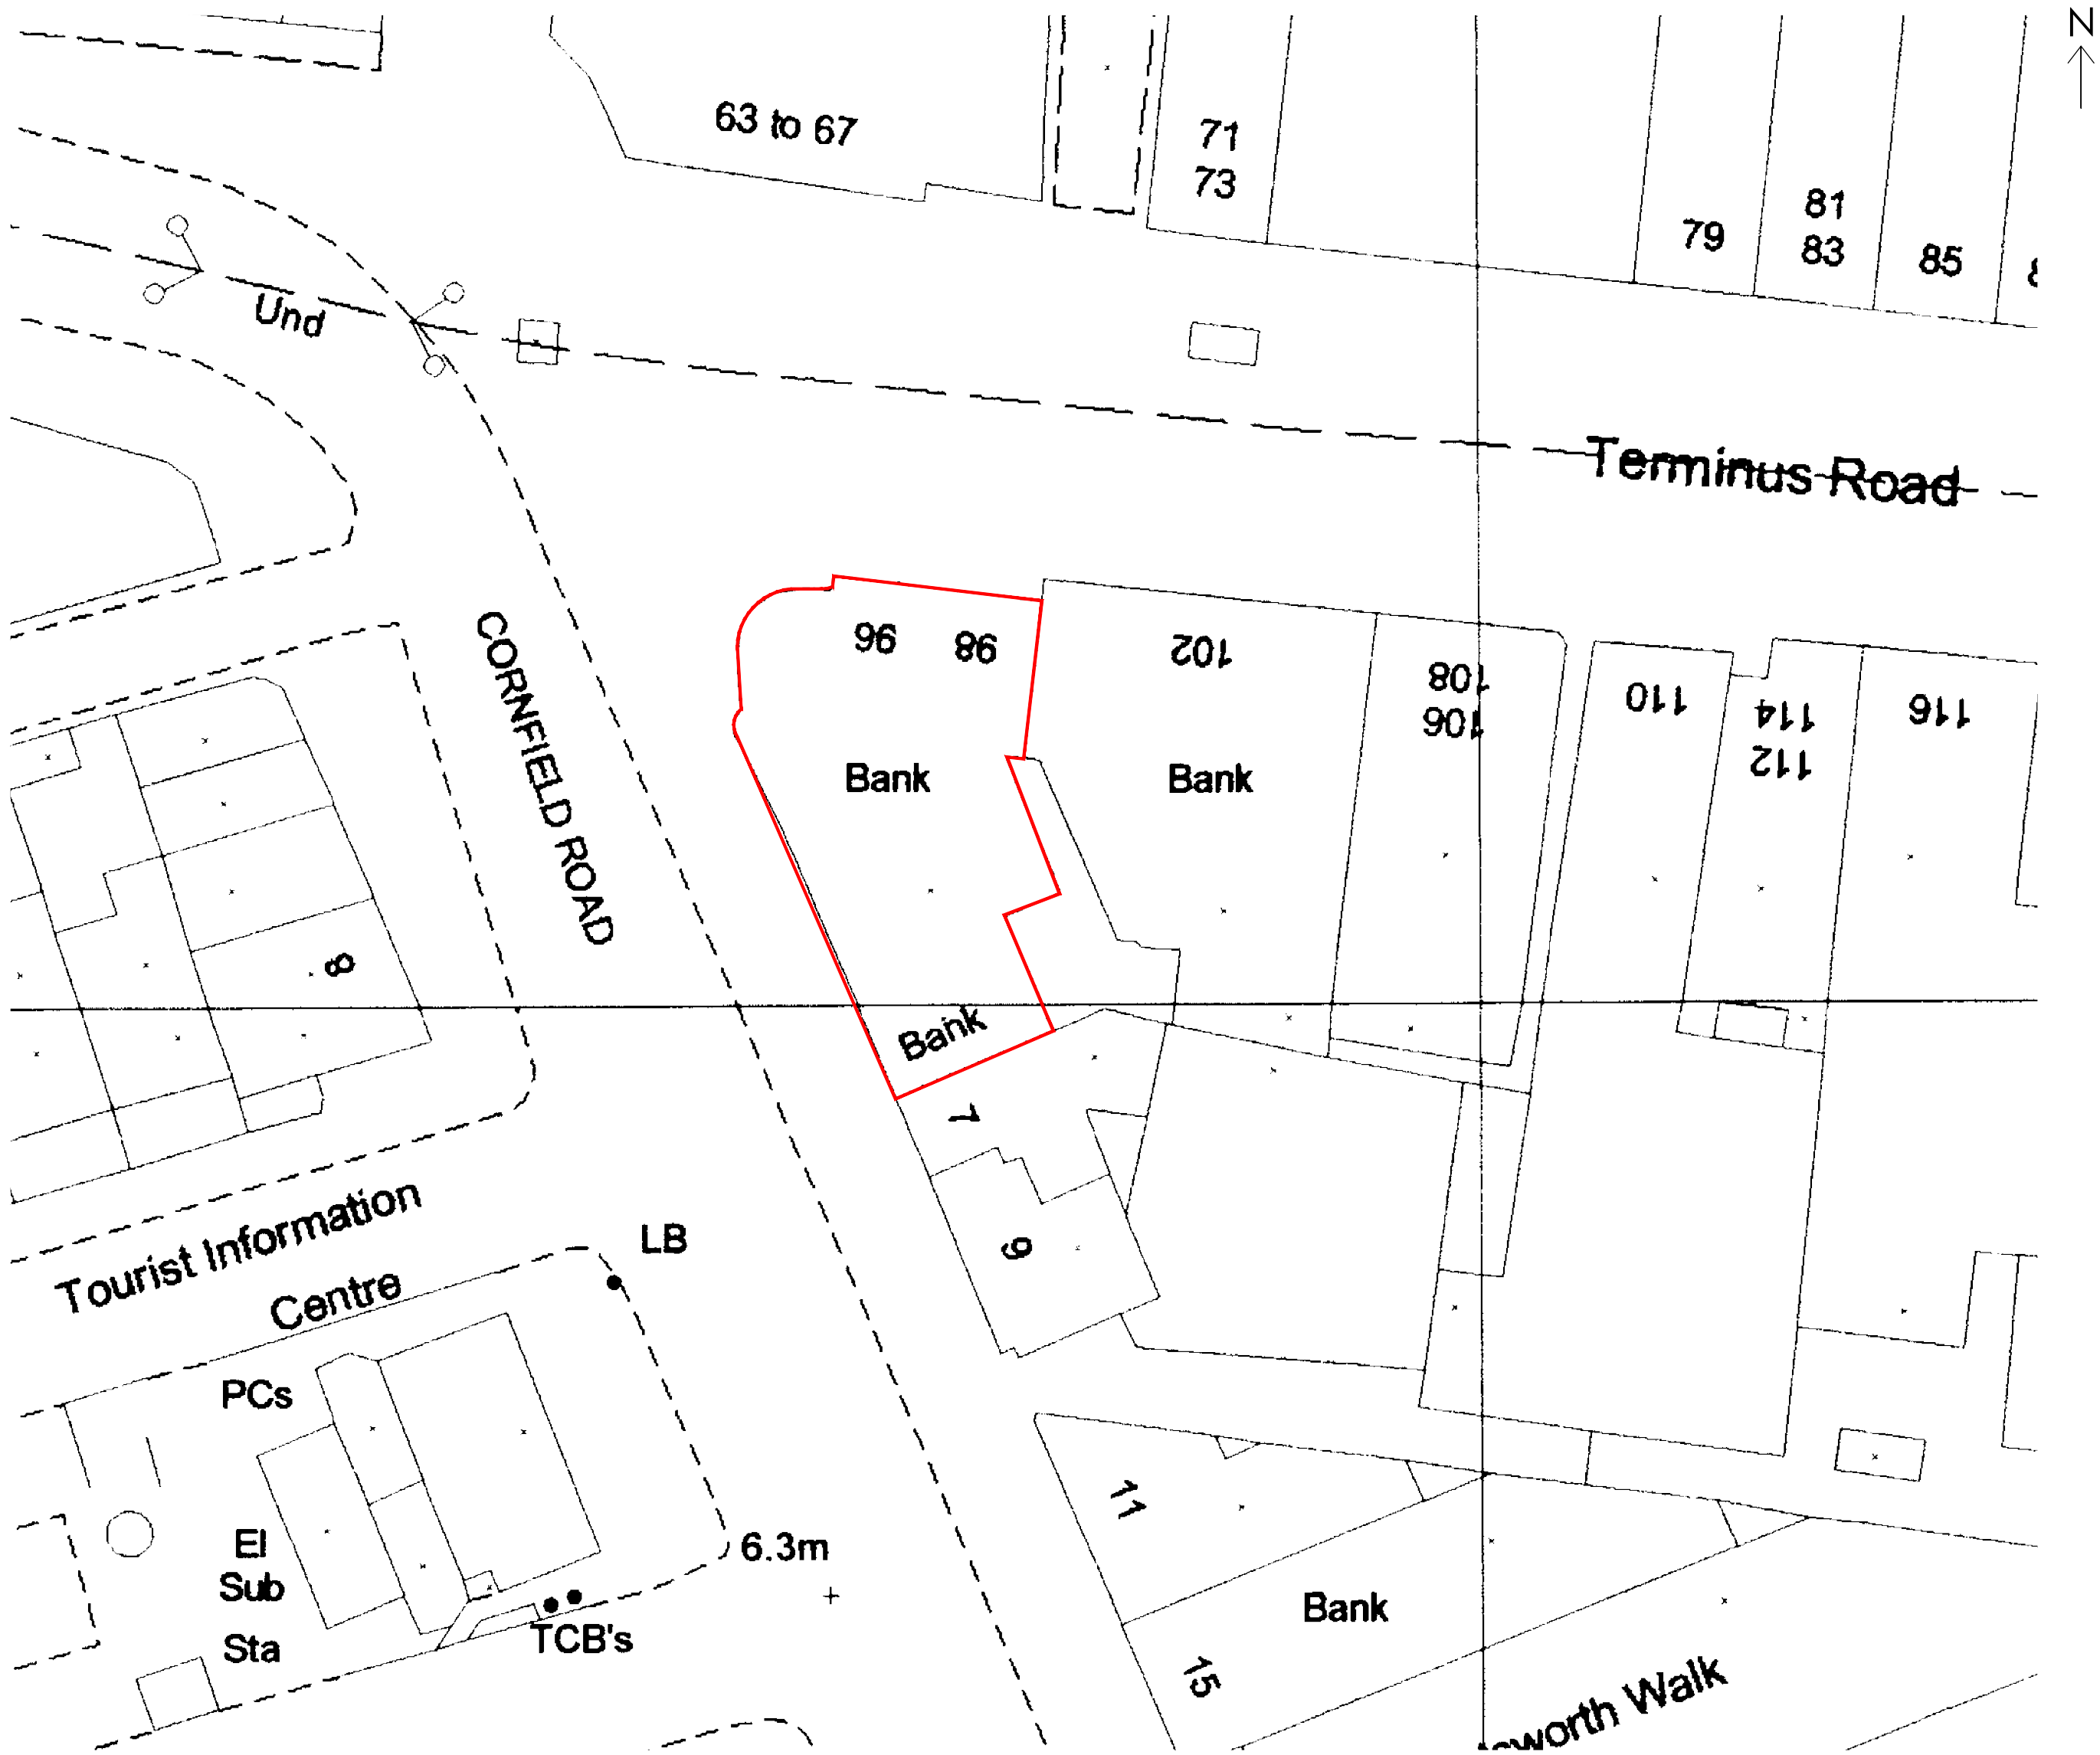 N
63 to 67
71
73
79
81
83
85
Und
Terminus Road
CORNFIELD ROAD
96
98
102
108
106
110
114
112
116
Bank
Bank
8
Bank
7
9
Tourist Information
Centre
LB
PCs
El
Sub
Sta
TCB's
6.3m
11
15
Bank
Walk